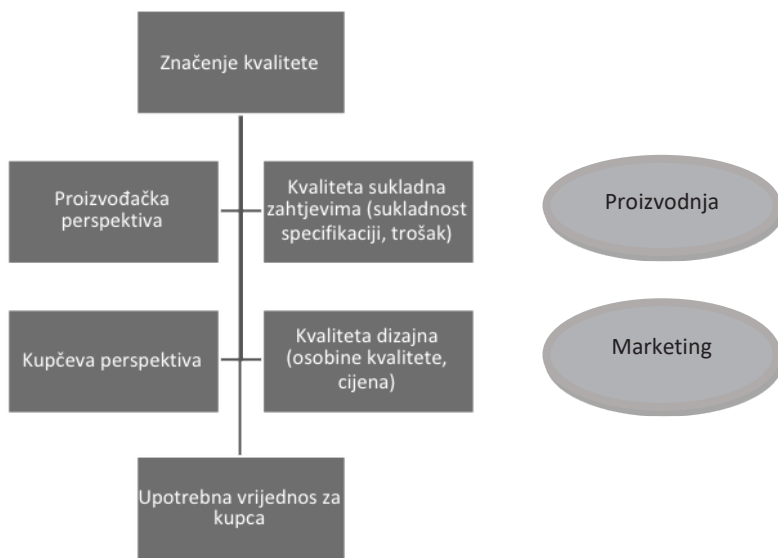 Značenje kvalitete
Proizvođačka
perspektiva
Kvaliteta sukladna
zahtjevima (sukladnost
specifikaciji, trošak)
Proizvodnja
Kupčeva perspektiva
Kvaliteta dizajna
(osobine kvalitete,
cijena)
Marketing
Upotrebna vrijednos za
kupca